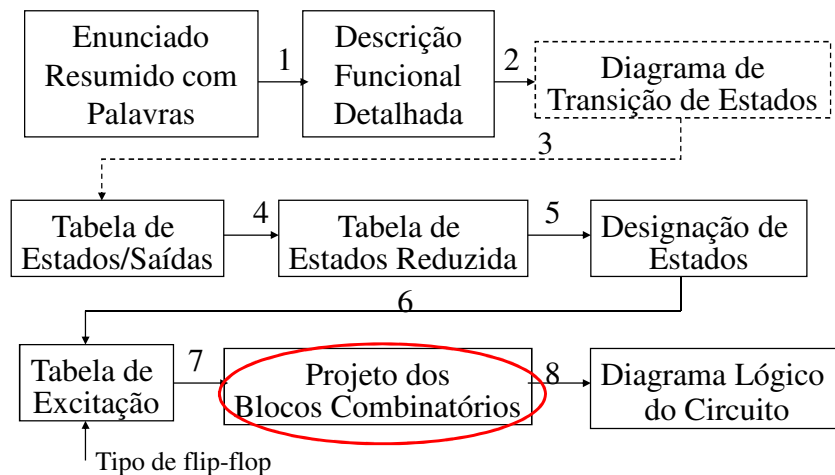 Enunciado
Resumido com
Palavras
1
Descrição
Funcional
Detalhada
2
Diagrama de
Transição de Estados
3
Tabela de
Estados/Saídas
4
Tabela de
Estados Reduzida
5
Designação de
Estados
6
Tabela de
Excitação
7
Projeto dos
Blocos Combinatórios
8
Diagrama Lógico
do Circuito
Tipo de flip-flop